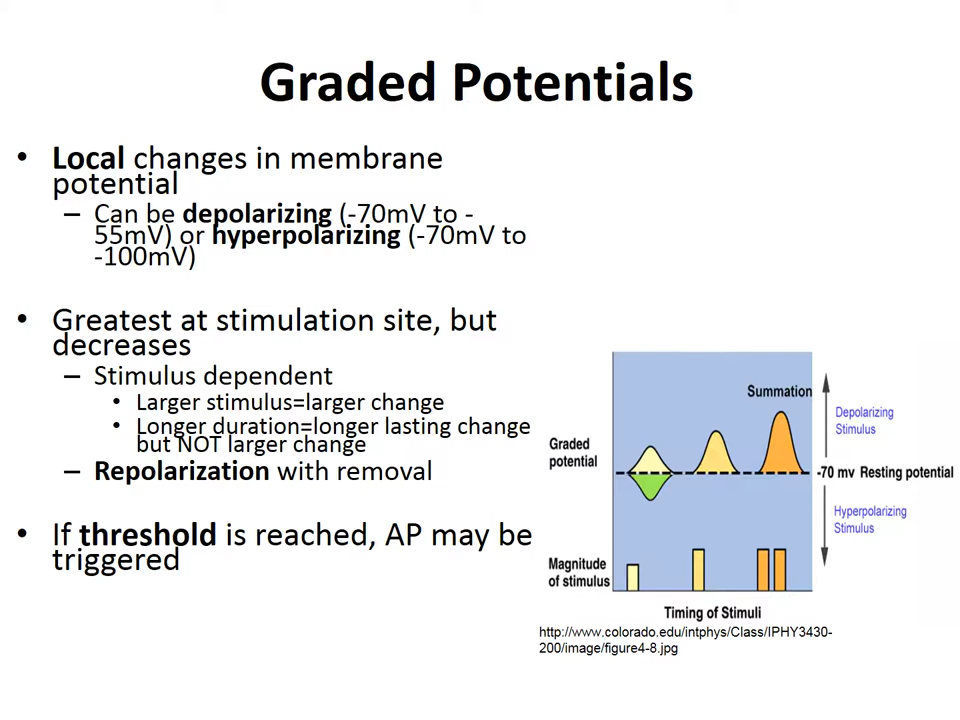 Graded Potentials
• Local changes in membrane
potential
– Can be depolarizing (-70mV to -
55mV) or hyperpolarizing (-70mV to
-100mV)
• Greatest at stimulation site, but
decreases
– Stimulus dependent
• Larger stimulus=larger change
• Longer duration=longer lasting change
but NOT larger change
– Repolarization with removal
• If threshold is reached, AP may be
triggered
Summation
Depolarizing
Stimulus
Graded
potential
-70 mv Resting potential
Hyperpolarizing
Stimulus
Magnitude
of stimulus
Timing of Stimuli
http://www.colorado.edu/intphys/Class/IPHY3430-
200/image/figure4-8.jpg